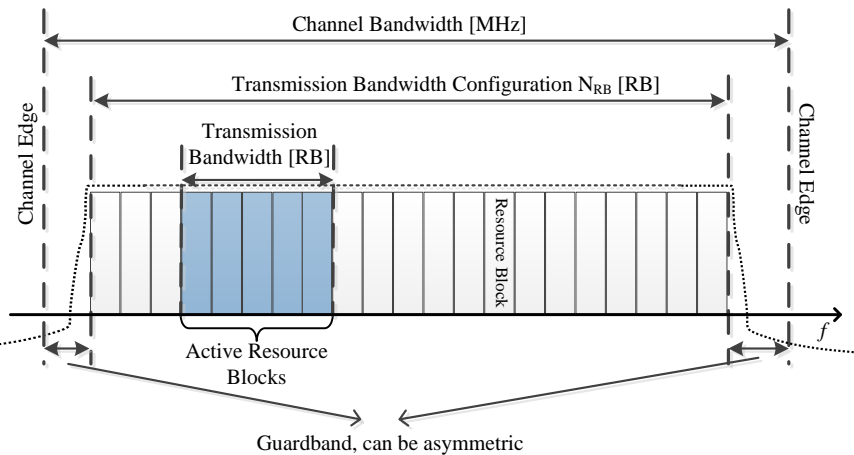 Channel Bandwidth [MHz]
Transmission Bandwidth Configuration N_RB [RB]
Transmission
Bandwidth [RB]
Channel Edge
Channel Edge
Resource Block
f
Active Resource
Blocks
Guardband, can be asymmetric